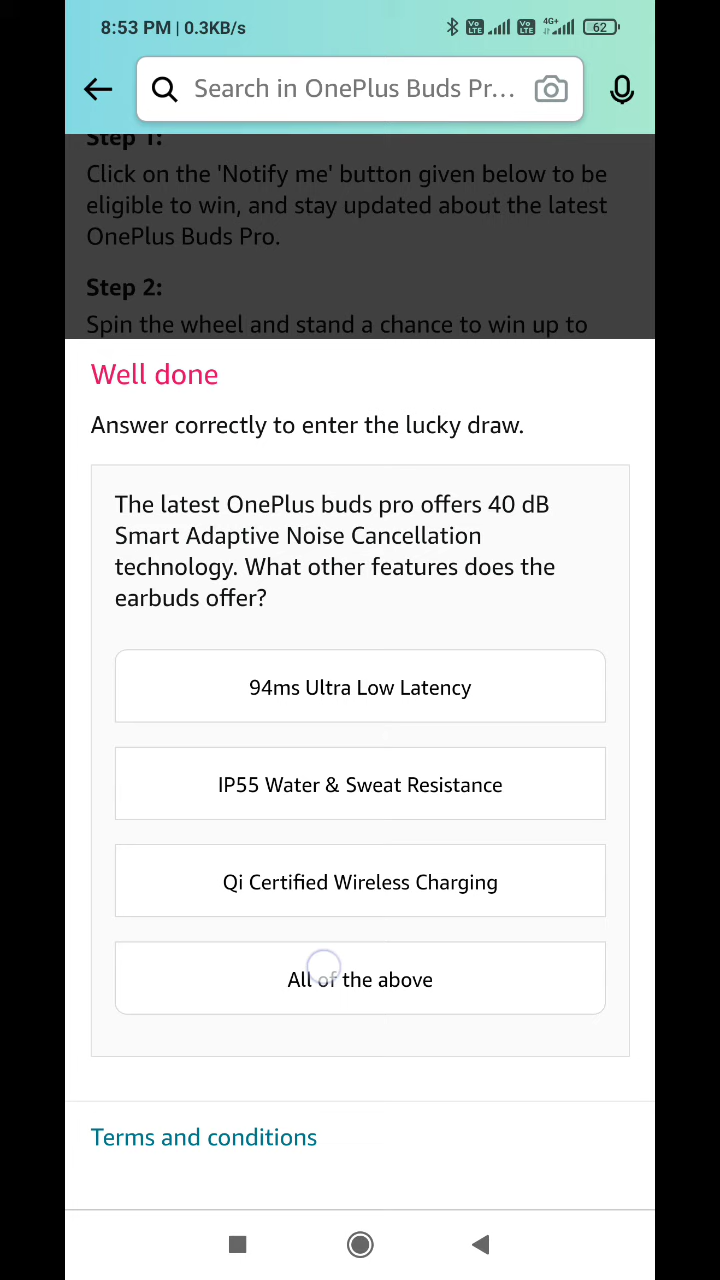 8:53 PM | 0.3KB/s Vo LTE Vo LTE 4G+ 62
Search in OnePlus Buds Pr...
Step 1:
Click on the 'Notify me' button given below to be
eligible to win, and stay updated about the latest
OnePlus Buds Pro.
Step 2:
Spin the wheel and stand a chance to win up to
Well done
Answer correctly to enter the lucky draw.
The latest OnePlus buds pro offers 40 dB
Smart Adaptive Noise Cancellation
technology. What other features does the
earbuds offer?
94ms Ultra Low Latency
IP55 Water & Sweat Resistance
Qi Certified Wireless Charging
All of the above
Terms and conditions